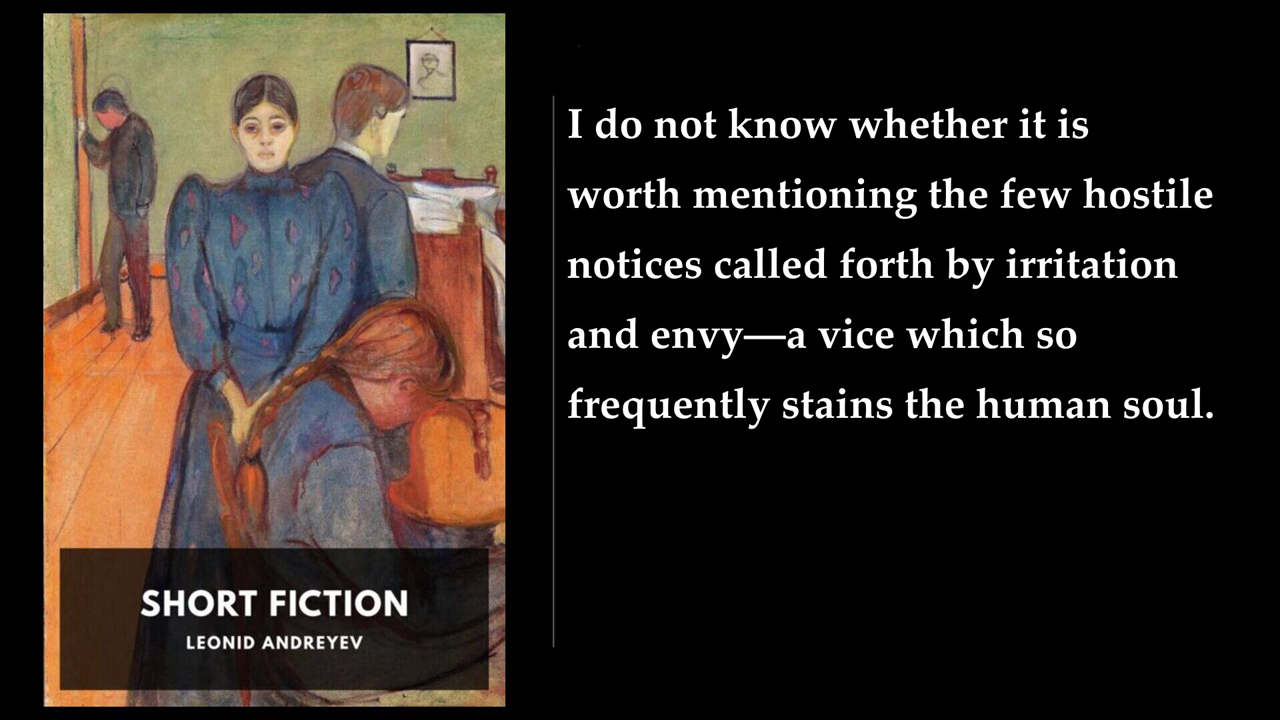 SHORT FICTION
LEONID ANDREYEV
I do not know whether it is
worth mentioning the few hostile
notices called forth by irritation
and envy—a vice which so
frequently stains the human soul.